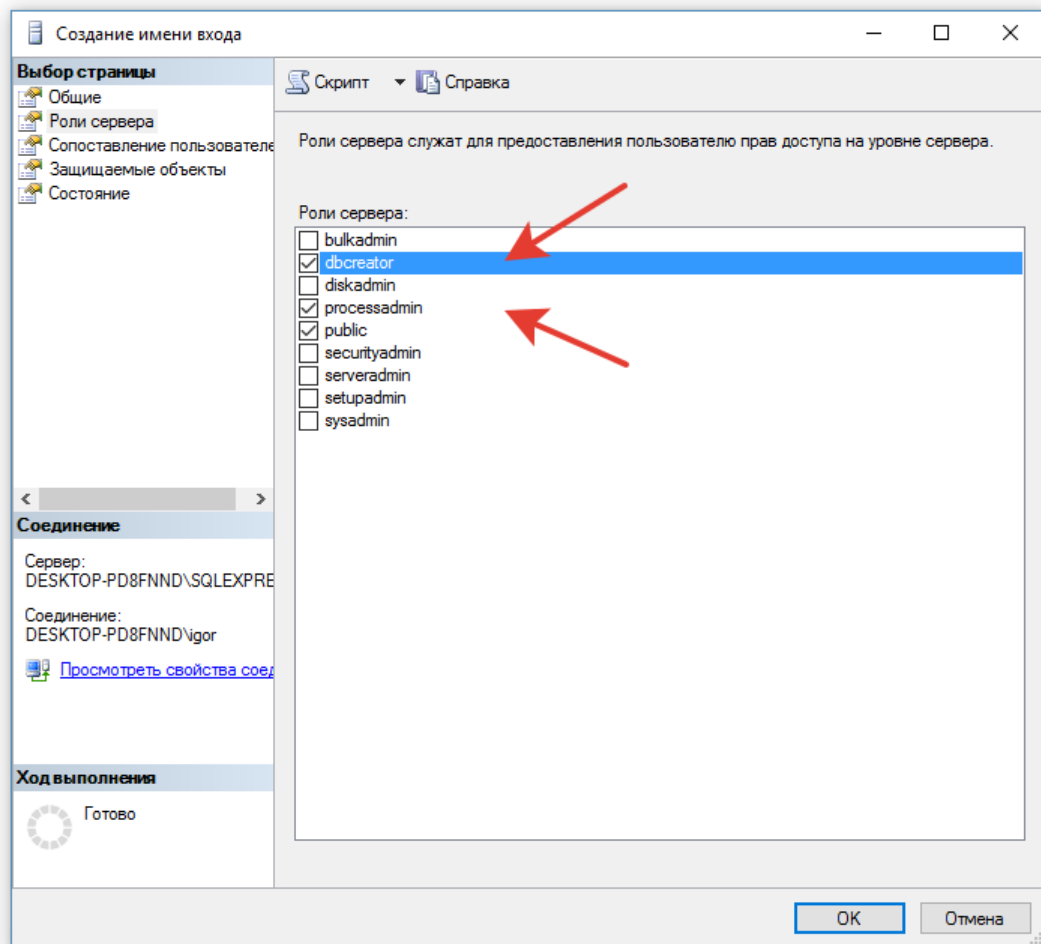 Создание имени входа
Выбор страницы
Общие
Роли сервера
Сопоставление пользователе
Защищаемые объекты
Состояние
Скрипт
Справка
Роли сервера служат для предоставления пользователю прав доступа на уровне сервера.
Роли сервера:
bulkadmin
dbcreator
diskadmin
processadmin
public
securityadmin
serveradmin
setupadmin
sysadmin
Соединение
Сервер:
DESKTOP-PD8FNND\SQLEXPRE
Соединение:
DESKTOP-PD8FNND\igor
Просмотреть свойства соед
Ход выполнения
Готово
OK
Отмена